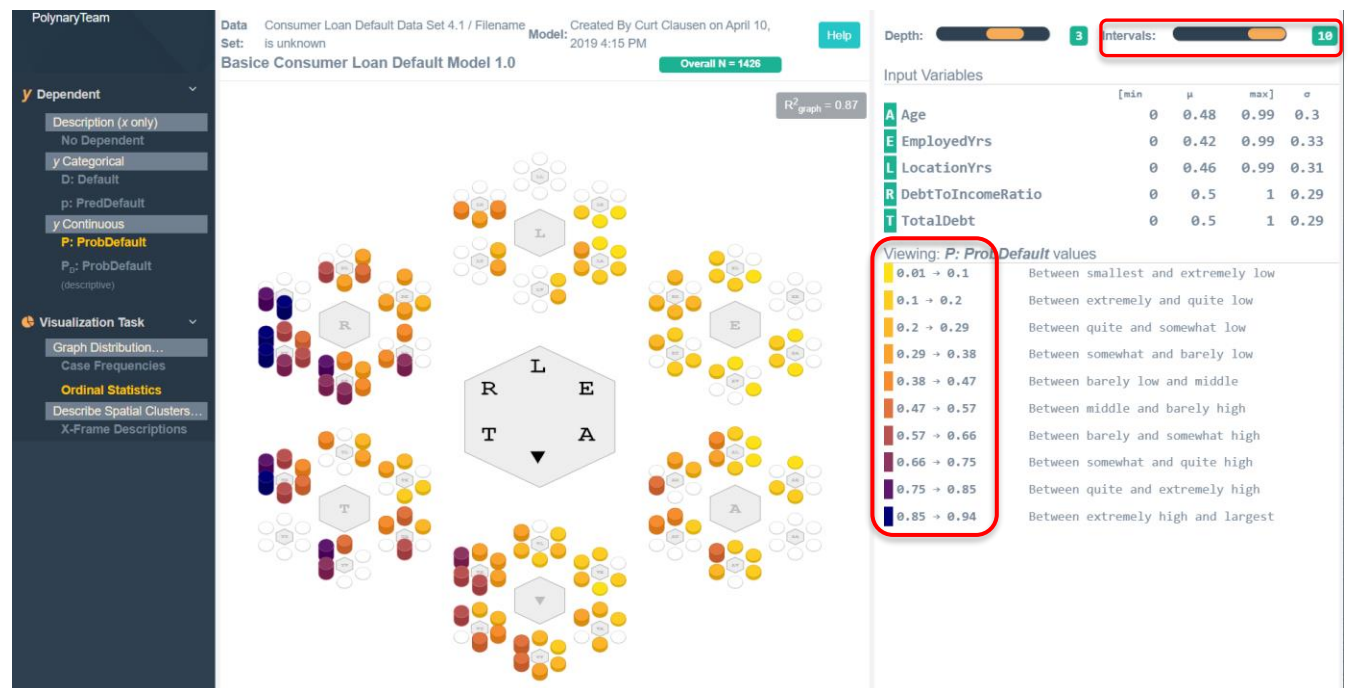 PolynaryTeam
y Dependent
Description (x only)
No Dependent
y Categorical
D: Default
p: PredDefault
y Continuous
P: ProbDefault
P_D: ProbDefault
(descriptive)
Visualization Task
Graph Distribution...
Case Frequencies
Ordinal Statistics
Describe Spatial Clusters...
X-Frame Descriptions
Data Set: Consumer Loan Default Data Set 4.1 / Filename is unknown
Model: Created By Curt Clausen on April 10, 2019 4:15 PM
Help
Basice Consumer Loan Default Model 1.0
Overall N = 1426
R²graph = 0.87
L
R
E
L
R E
T A
▼
T
A
▼
Depth: 3 Intervals: 10
Input Variables
[min μ max] σ
A Age 0 0.48 0.99 0.3
E EmployedYrs 0 0.42 0.99 0.33
L LocationYrs 0 0.46 0.99 0.31
R DebtToIncomeRatio 0 0.5 1 0.29
T TotalDebt 0 0.5 1 0.29
Viewing: P: ProbDefault values
0.01 → 0.1 Between smallest and extremely low
0.1 → 0.2 Between extremely and quite low
0.2 → 0.29 Between quite and somewhat low
0.29 → 0.38 Between somewhat and barely low
0.38 → 0.47 Between barely low and middle
0.47 → 0.57 Between middle and barely high
0.57 → 0.66 Between barely and somewhat high
0.66 → 0.75 Between somewhat and quite high
0.75 → 0.85 Between quite and extremely high
0.85 → 0.94 Between extremely high and largest